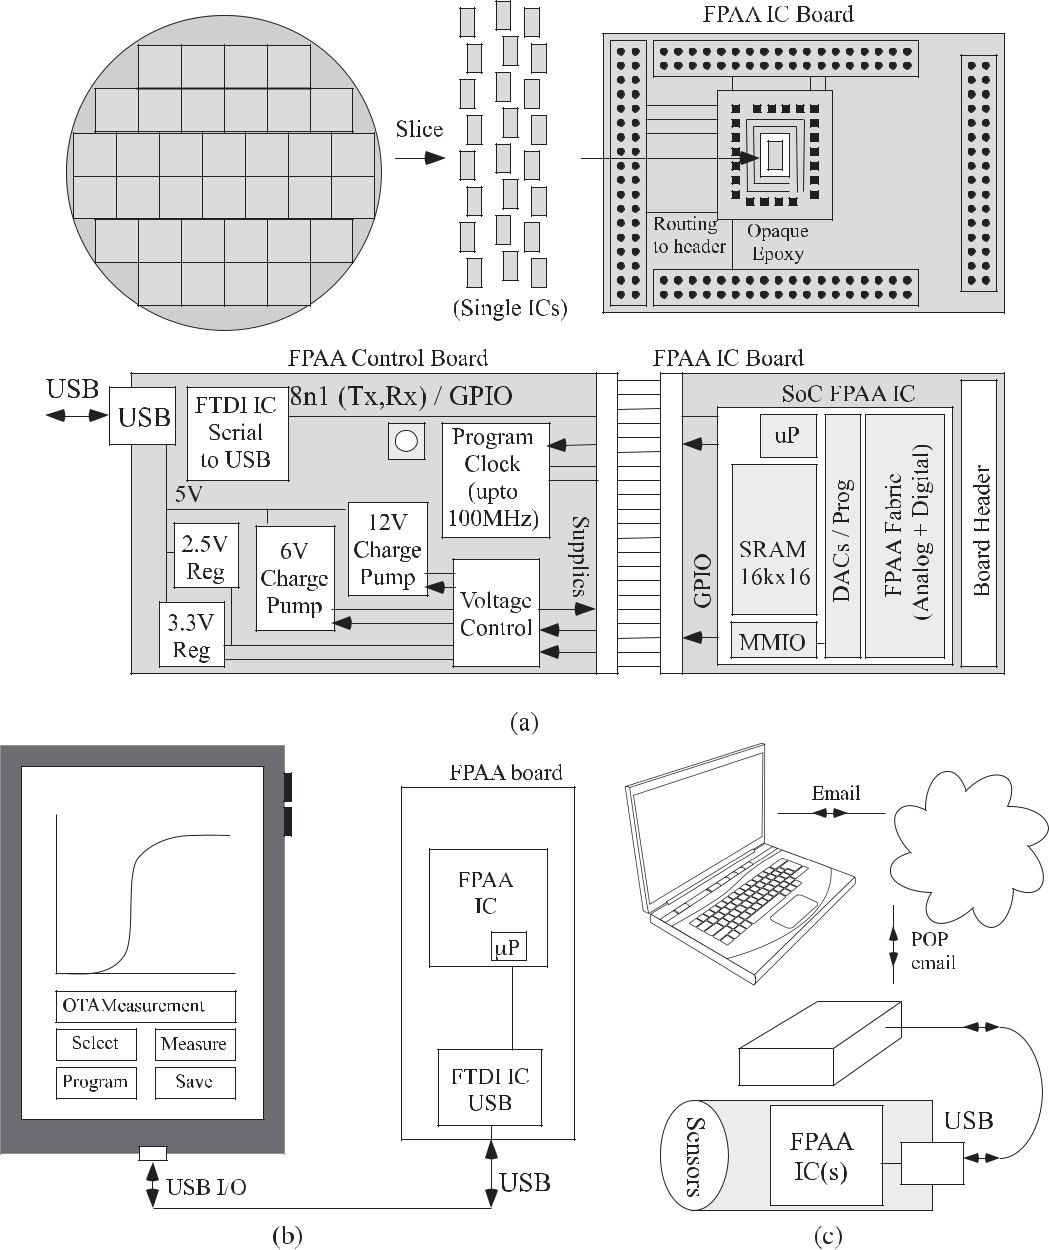 FPAA IC Board
Slice
(Single ICs)
Routing
to header
Opaque
Epoxy
FPAA Control Board
FPAA IC Board
USB
USB
FTDI IC
Serial
to USB
8n1 (Tx,Rx) / GPIO
Program
Clock
(upto
100MHz)
5V
2.5V
Reg
3.3V
Reg
6V
Charge
Pump
12V
Charge
Pump
Voltage
Control
Supplies
GPIO
SoC FPAA IC
uP
SRAM
16kx16
MMIO
DACs / Prog
FPAA Fabric
(Analog + Digital)
Board Header
(a)
OTAMeasurement
Select
Measure
Program
Save
USB I/O
FPAA board
FPAA
IC
µP
FTDI IC
USB
USB
(b)
Email
POP
email
Sensors
FPAA
IC(s)
USB
(c)